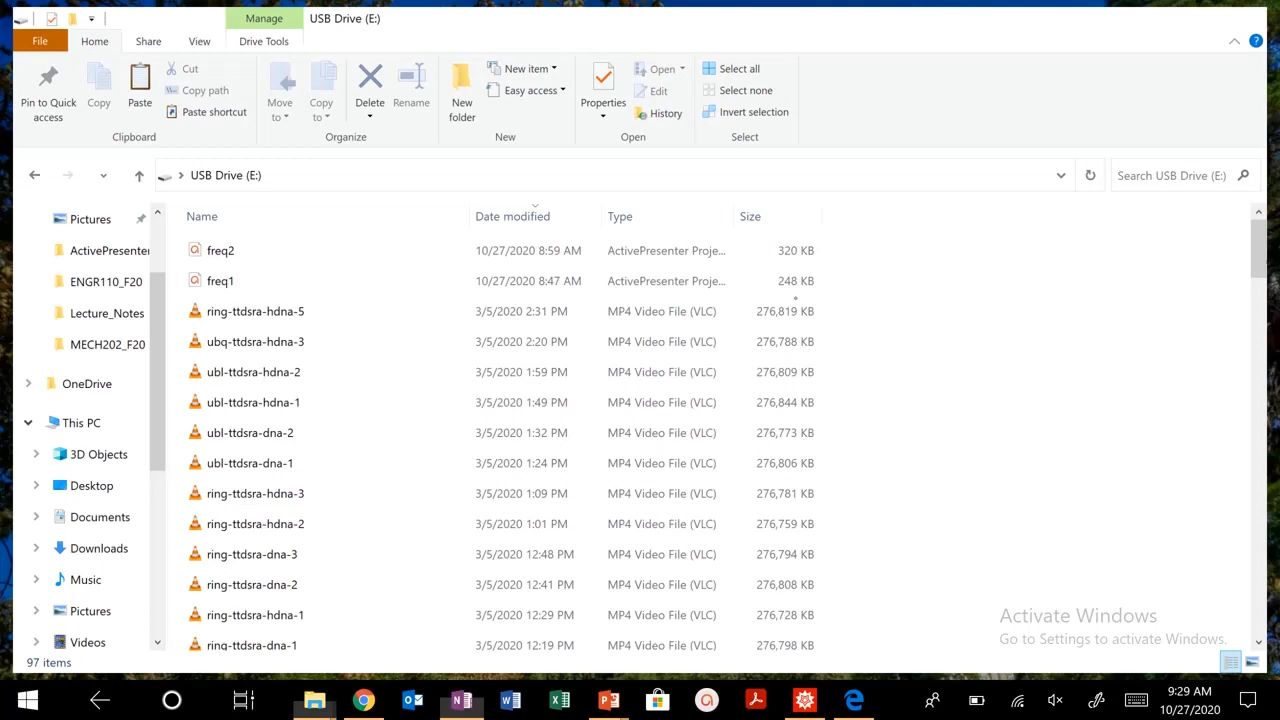 Manage USB Drive (E:)
File Home Share View Drive Tools
Pin to Quick access
Copy
Paste
Cut
Copy path
Paste shortcut
Clipboard
Move to
Copy to
Delete
Rename
Organize
New folder
New item
Easy access
New
Properties
Open
Edit
History
Open
Select all
Select none
Invert selection
Select
USB Drive (E:)
Search USB Drive (E:)
Pictures
ActivePresenter
ENGR110_F20
Lecture_Notes
MECH202_F20
OneDrive
This PC
3D Objects
Desktop
Documents
Downloads
Music
Pictures
Videos
Name Date modified Type Size
freq2 10/27/2020 8:59 AM ActivePresenter Proje... 320 KB
freq1 10/27/2020 8:47 AM ActivePresenter Proje... 248 KB
ring-ttdsra-hdna-5 3/5/2020 2:31 PM MP4 Video File (VLC) 276,819 KB
ubq-ttdsra-hdna-3 3/5/2020 2:20 PM MP4 Video File (VLC) 276,788 KB
ubl-ttdsra-hdna-2 3/5/2020 1:59 PM MP4 Video File (VLC) 276,809 KB
ubl-ttdsra-hdna-1 3/5/2020 1:49 PM MP4 Video File (VLC) 276,844 KB
ubl-ttdsra-dna-2 3/5/2020 1:32 PM MP4 Video File (VLC) 276,773 KB
ubl-ttdsra-dna-1 3/5/2020 1:24 PM MP4 Video File (VLC) 276,806 KB
ring-ttdsra-hdna-3 3/5/2020 1:09 PM MP4 Video File (VLC) 276,781 KB
ring-ttdsra-hdna-2 3/5/2020 1:01 PM MP4 Video File (VLC) 276,759 KB
ring-ttdsra-dna-3 3/5/2020 12:48 PM MP4 Video File (VLC) 276,794 KB
ring-ttdsra-dna-2 3/5/2020 12:41 PM MP4 Video File (VLC) 276,808 KB
ring-ttdsra-hdna-1 3/5/2020 12:29 PM MP4 Video File (VLC) 276,728 KB
ring-ttdsra-dna-1 3/5/2020 12:19 PM MP4 Video File (VLC) 276,798 KB
Activate Windows
Go to Settings to activate Windows.
97 items
9:29 AM
10/27/2020